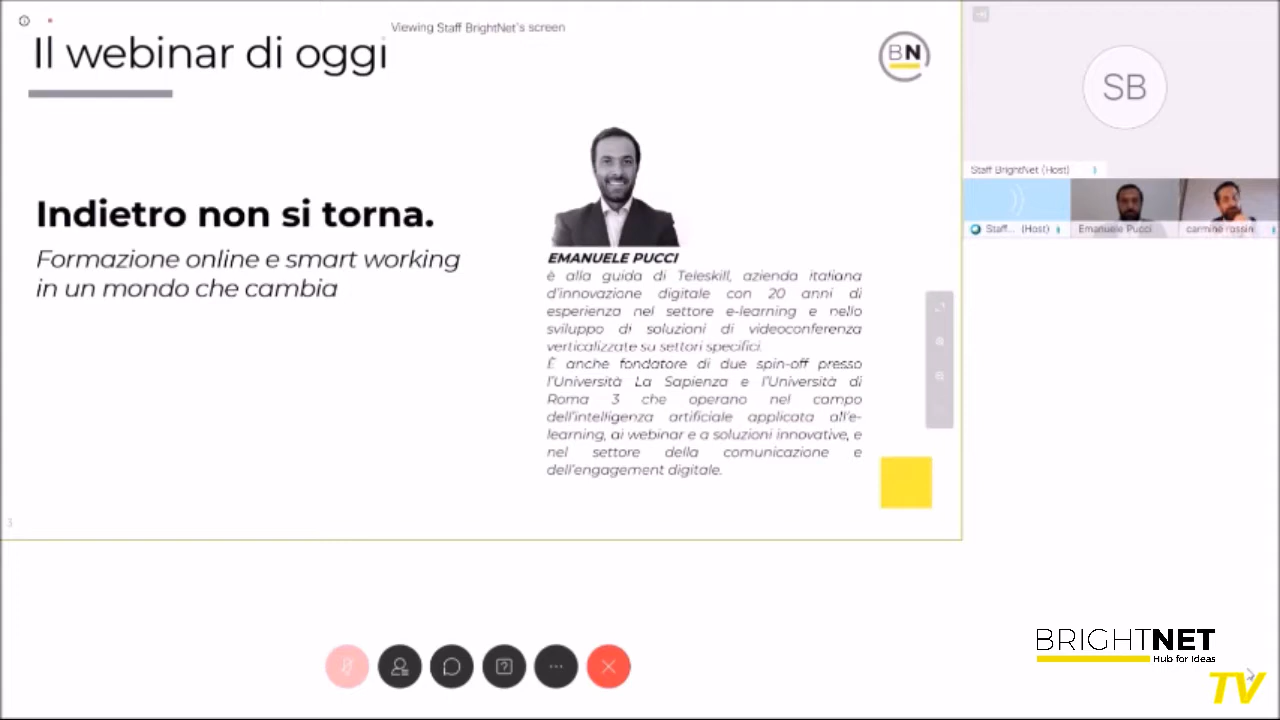 Viewing Staff BrightNet's screen
Il webinar di oggi
BN
SB
Staff BrightNet (Host)
Staff... (Host)
Emanuele Pucci
carmine rossin
Indietro non si torna.
Formazione online e smart working
in un mondo che cambia
EMANUELE PUCCI
è alla guida di Teleskill, azienda italiana
d'innovazione digitale con 20 anni di
esperienza nel settore e-learning e nello
sviluppo di soluzioni di videoconferenza
verticalizzate su settori specifici.
È anche fondatore di due spin-off presso
l'Università La Sapienza e l'Università di
Roma 3 che operano nel campo
dell'intelligenza artificiale applicata all'e-
learning, ai webinar e a soluzioni innovative, e
nel settore della comunicazione e
dell'engagement digitale.
3
BRIGHTNET
Hub for Ideas
TV